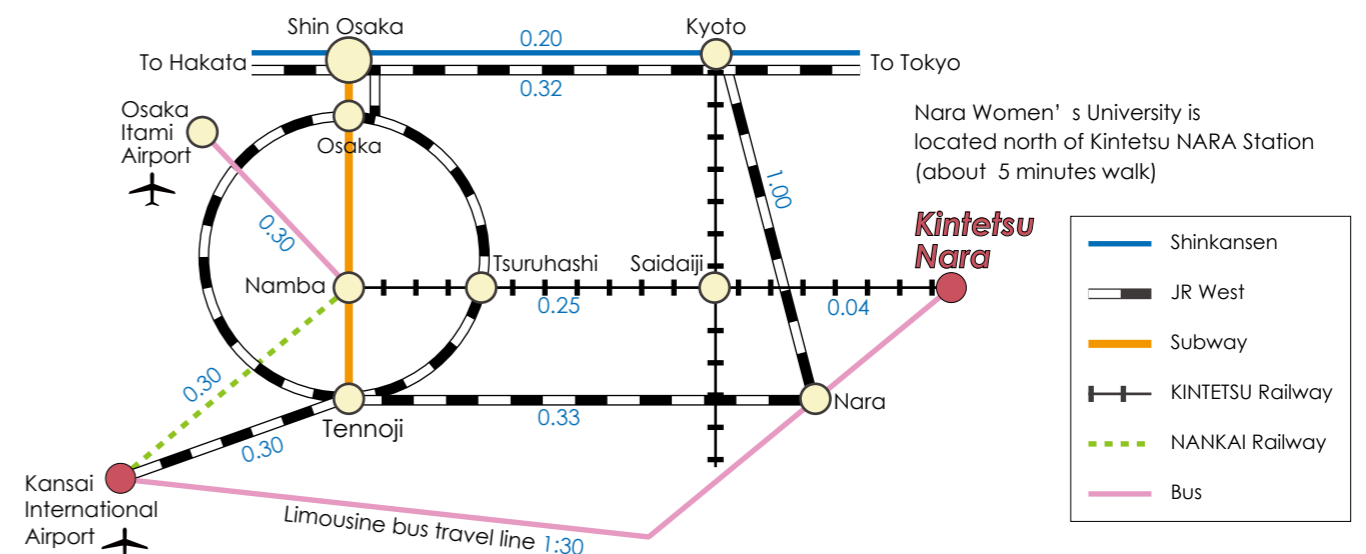 Shin Osaka
Kyoto
0.20
To Hakata
To Tokyo
0.32
Osaka
Itami
Airport
Osaka
Nara Women' s University is
located north of Kintetsu NARA Station
(about 5 minutes walk)
1.00
0.30
Kintetsu
Nara
Shinkansen
Tsuruhashi
Saidaiji
Namba
JR West
0.25
0.04
Subway
0.30
KINTETSU Railway
Nara
0.33
Tennoji
0.30
NANKAI Railway
Kansai
International
Airport
Bus
Limousine bus travel line 1:30